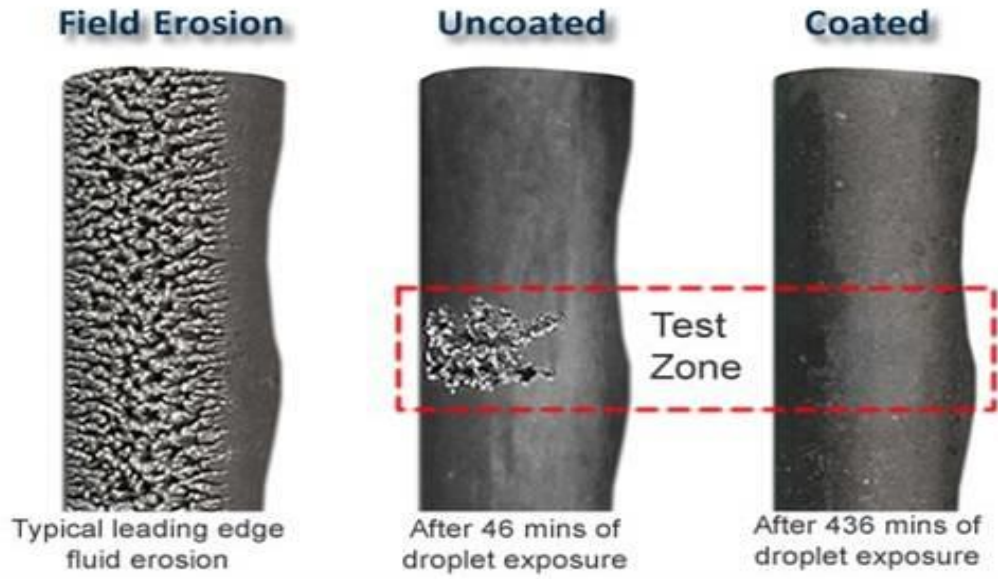 Field Erosion
Uncoated
Coated
Test
Zone
Typical leading edge
fluid erosion
After 46 mins of
droplet exposure
After 436 mins of
droplet exposure